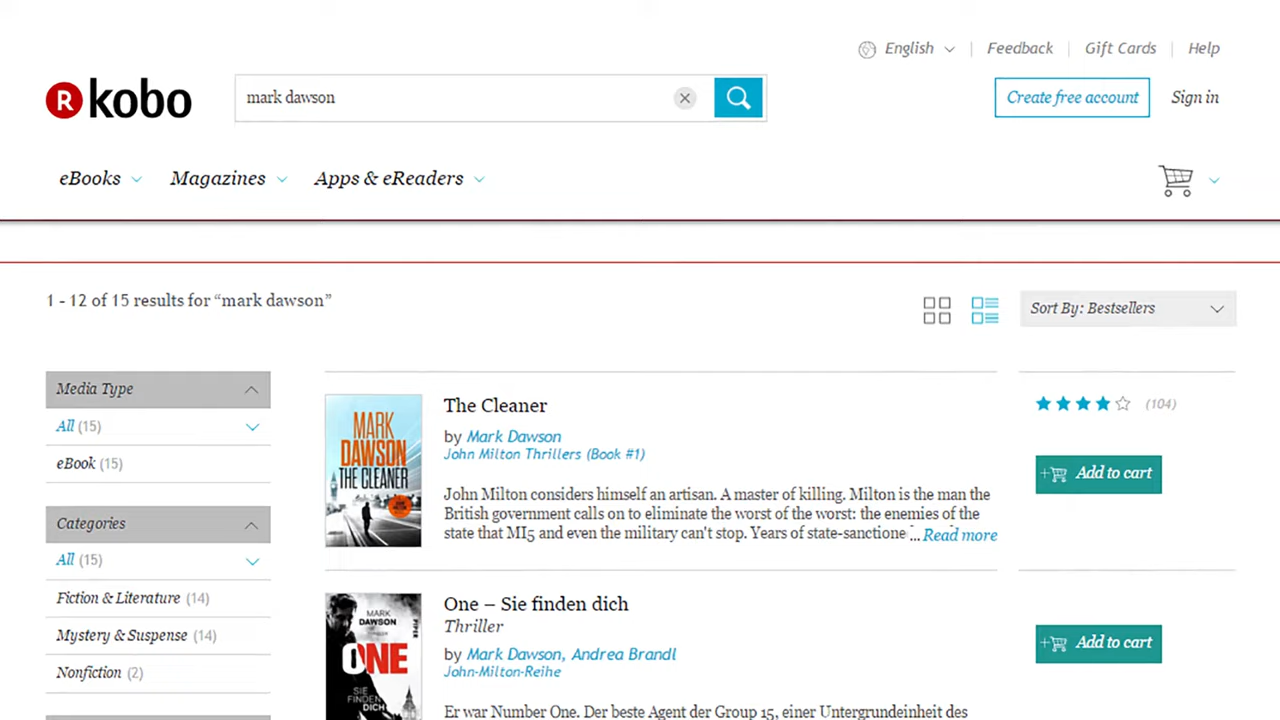 English Feedback Gift Cards Help
R kobo mark dawson Create free account Sign in
eBooks Magazines Apps & eReaders
1 - 12 of 15 results for “mark dawson” Sort By: Bestsellers
Media Type
All (15)
eBook (15)
Categories
All (15)
Fiction & Literature (14)
Mystery & Suspense (14)
Nonfiction (2)
MARK
DAWSON
THE CLEANER
The Cleaner
by Mark Dawson
John Milton Thrillers (Book #1)
John Milton considers himself an artisan. A master of killing. Milton is the man the
British government calls on to eliminate the worst of the worst: the enemies of the
state that MI5 and even the military can't stop. Years of state-sanctione ... Read more
(104)
+ Add to cart
MARK
DAWSON
THRILLER
PIPER
ONE
SIE
FINDEN
DICH
One – Sie finden dich
Thriller
by Mark Dawson, Andrea Brandl
John-Milton-Reihe
Er war Number One. Der beste Agent der Group 15, einer Untergrundeinheit des
+ Add to cart